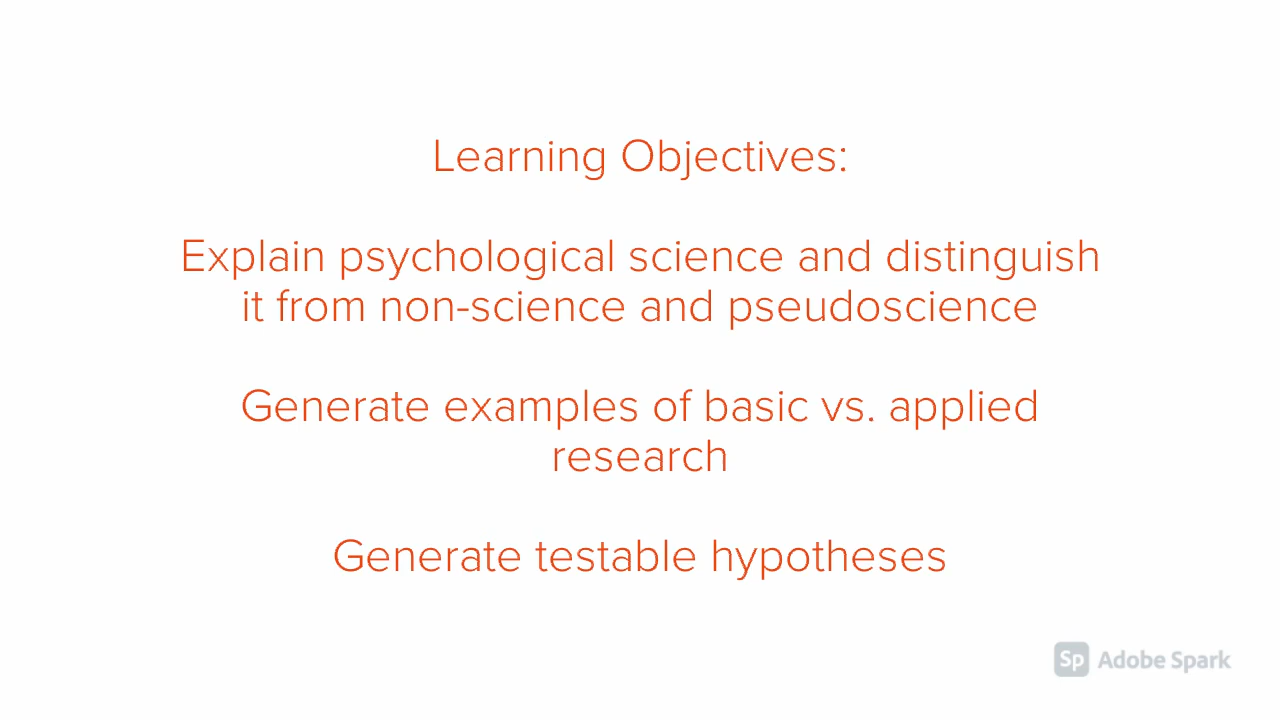 Learning Objectives:
Explain psychological science and distinguish
it from non-science and pseudoscience
Generate examples of basic vs. applied
research
Generate testable hypotheses
Sp Adobe Spark